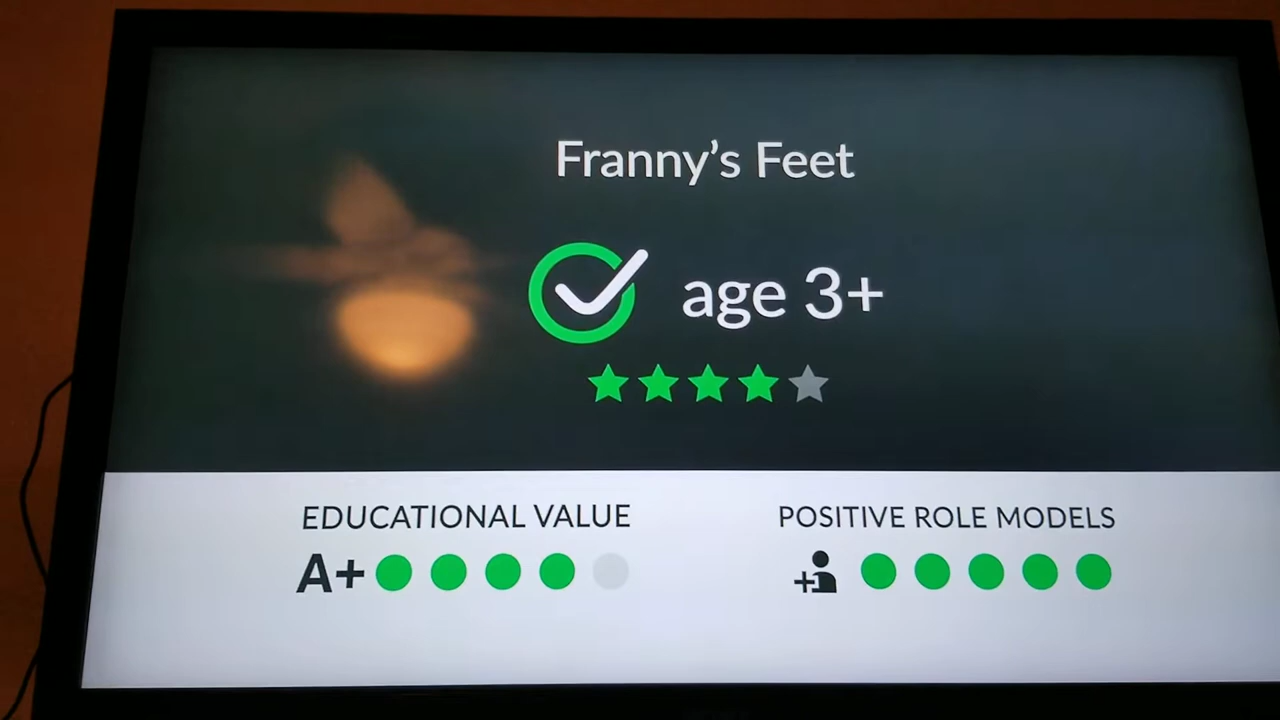 Franny's Feet
age 3+
EDUCATIONAL VALUE
POSITIVE ROLE MODELS
A+